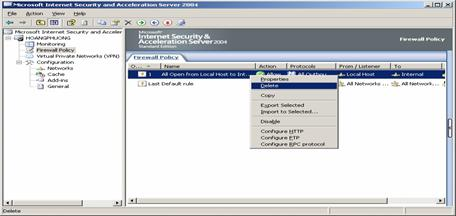 Microsoft Internet Security and Acceleration Server 2004
File Action View Help
Microsoft Internet Security and Acceler
HOANGPHUONG
Monitoring
Firewall Policy
Virtual Private Networks (VPN)
Configuration
Networks
Cache
Add-ins
General
Microsoft
Internet Security &
Acceleration Server 2004
Standard Edition
Firewall Policy
Firewall Policy
O... Name Action Protocols From / Listener To
1 All Open from Local Host to Int... Allow All Outbou Local Host Internal
Last Default rule All Networks ... All Networks
Properties
Delete
Copy
Export Selected
Import to Selected...
Disable
Configure HTTP
Configure FTP
Configure RPC protocol
Delete